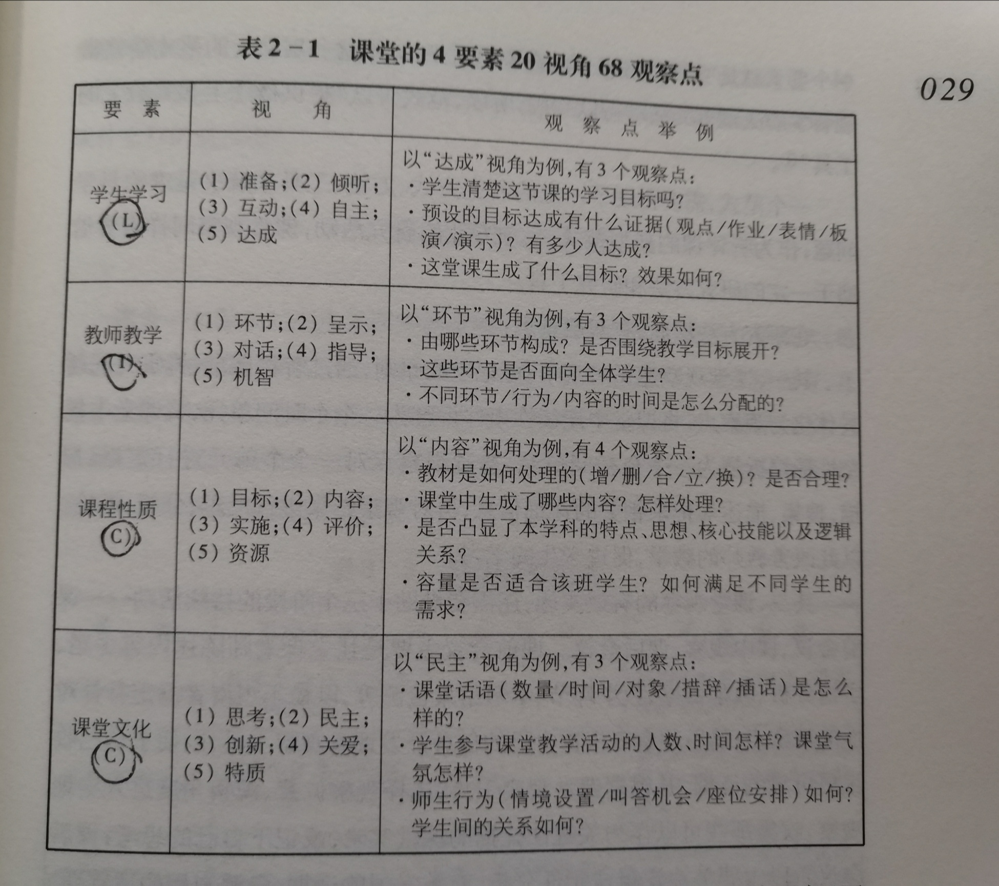 表2-1 课堂的4要素20视角68观察点
029
要 素
视 角
观 察 点 举 例
学生学习
(L)
(1) 准备;(2) 倾听;
(3) 互动;(4) 自主;
(5) 达成
以“达成”视角为例,有3个观察点:
·学生清楚这节课的学习目标吗?
·预设的目标达成有什么证据(观点/作业/表情/板
演/演示)? 有多少人达成?
·这堂课生成了什么目标? 效果如何?
教师教学
(I)
(1) 环节;(2) 呈示;
(3) 对话;(4) 指导;
(5) 机智
以“环节”视角为例,有3个观察点:
·由哪些环节构成? 是否围绕教学目标展开?
·这些环节是否面向全体学生?
·不同环节/行为/内容的时间是怎么分配的?
课程性质
(C)
(1) 目标;(2) 内容;
(3) 实施;(4) 评价;
(5) 资源
以“内容”视角为例,有4个观察点:
·教材是如何处理的(增/删/合/立/换)? 是否合理?
·课堂中生成了哪些内容? 怎样处理?
·是否凸显了本学科的特点、思想、核心技能以及逻辑
关系?
·容量是否适合该班学生? 如何满足不同学生的
需求?
课堂文化
(C)
(1) 思考;(2) 民主;
(3) 创新;(4) 关爱;
(5) 特质
以“民主”视角为例,有3个观察点:
·课堂话语(数量/时间/对象/措辞/插话)是怎么
样的?
·学生参与课堂教学活动的人数、时间怎样? 课堂气
氛怎样?
·师生行为(情境设置/叫答机会/座位安排)如何?
学生间的关系如何?